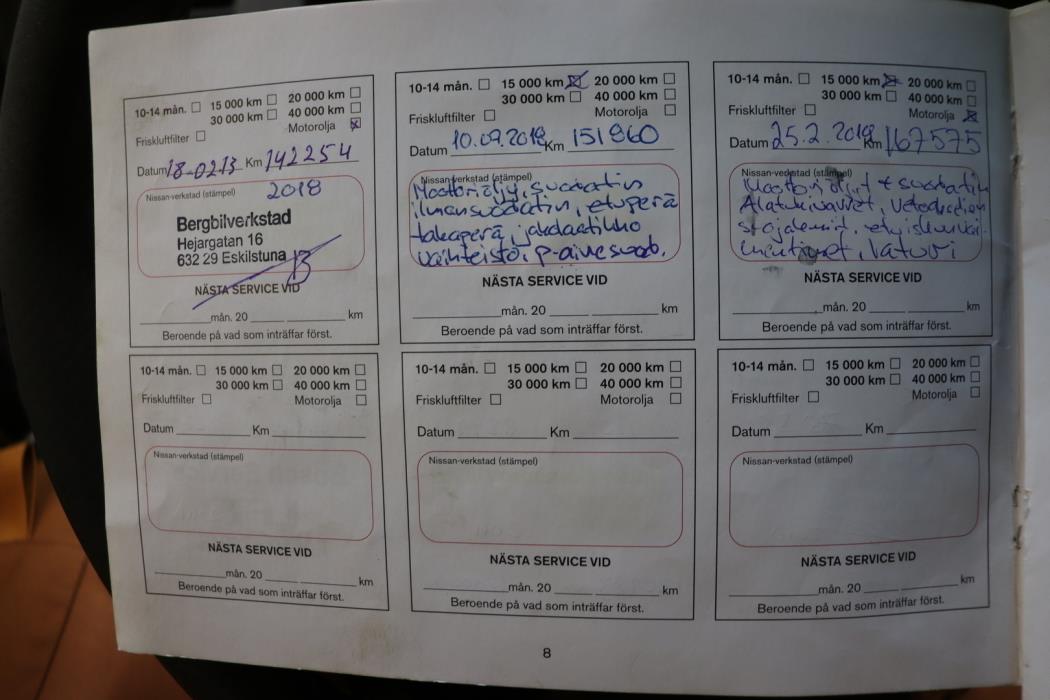 10-14 mån. 15 000 km 20 000 km
30 000 km 40 000 km
Friskluftfilter Motorolja
Datum 18-02.13 Km 142254
Nissan-verkstad (stämpel) 2018
Bergbilverkstad
Hejargatan 16
632 29 Eskilstuna
NÄSTA SERVICE VID
mån. 20 km
Beroende på vad som inträffar först.
10-14 mån. 15 000 km 20 000 km
30 000 km 40 000 km
Friskluftfilter Motorolja
Datum 10.09.2018 Km 151860
Nissan-verkstad (stämpel)
Moottoriöljy, suodatin
ilmansuodatin, etuperä
takaperä, jakolaatikko
vaihteisto,
NÄSTA SERVICE VID
mån. 20 km
Beroende på vad som inträffar först.
10-14 mån. 15 000 km 20 000 km
30 000 km 40 000 km
Friskluftfilter Motorolja
Datum 25.2.2019 Km 167575
Nissan-verkstad (stämpel)
+ suodatin
Alatukivarret,
laturi
NÄSTA SERVICE VID
mån. 20 km
Beroende på vad som inträffar först.
10-14 mån. 15 000 km 20 000 km
30 000 km 40 000 km
Friskluftfilter Motorolja
Datum Km
Nissan-verkstad (stämpel)
NÄSTA SERVICE VID
mån. 20 km
Beroende på vad som inträffar först.
10-14 mån. 15 000 km 20 000 km
30 000 km 40 000 km
Friskluftfilter Motorolja
Datum Km
Nissan-verkstad (stämpel)
NÄSTA SERVICE VID
mån. 20 km
Beroende på vad som inträffar först.
10-14 mån. 15 000 km 20 000 km
30 000 km 40 000 km
Friskluftfilter Motorolja
Datum Km
Nissan-verkstad (stämpel)
NÄSTA SERVICE VID
mån. 20 km
Beroende på vad som inträffar först.
8